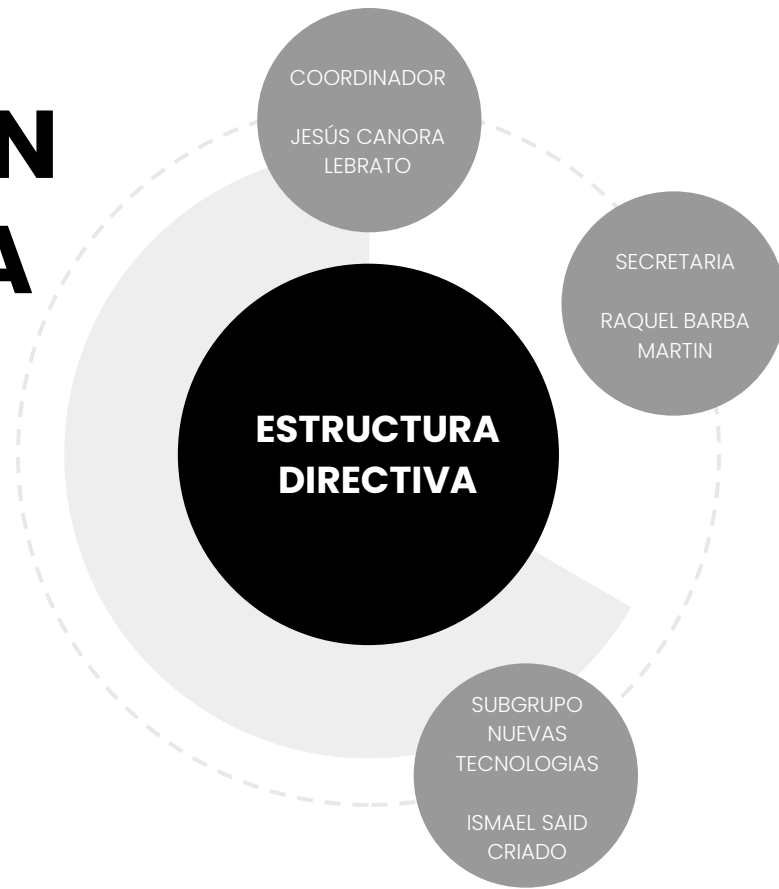 COORDINADOR
JESÚS CANORA
LEBRATO
SECRETARIA
RAQUEL BARBA
MARTIN
ESTRUCTURA
DIRECTIVA
SUBGRUPO
NUEVAS
TECNOLOGIAS
ISMAEL SAID
CRIADO